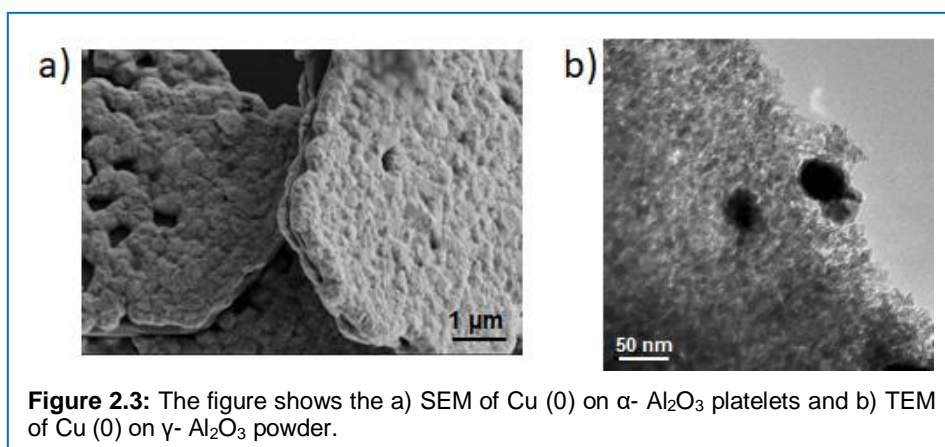 a)
b)
1 μm
50 nm
Figure 2.3: The figure shows the a) SEM of Cu (0) on α- Al₂O₃ platelets and b) TEM
of Cu (0) on γ- Al₂O₃ powder.